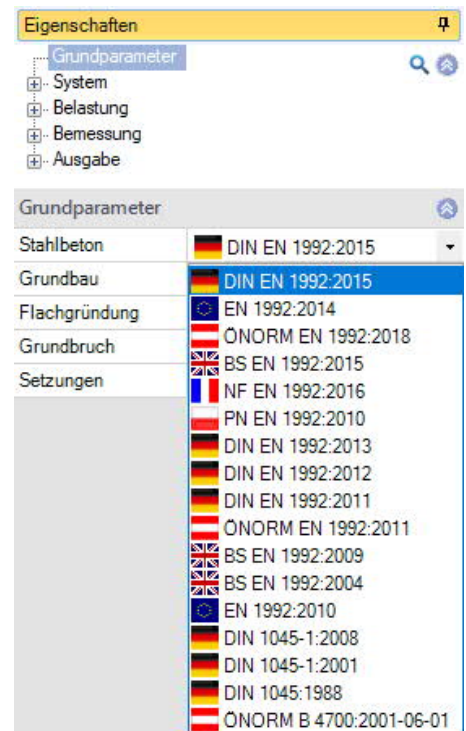 Eigenschaften
Grundparameter
System
Belastung
Bemessung
Ausgabe
Grundparameter
Stahlbeton DIN EN 1992:2015
Grundbau DIN EN 1992:2015
Flachgründung EN 1992:2014
ÖNORM EN 1992:2018
Grundbruch BS EN 1992:2015
Setzungen NF EN 1992:2016
PN EN 1992:2010
DIN EN 1992:2013
DIN EN 1992:2012
DIN EN 1992:2011
ÖNORM EN 1992:2011
BS EN 1992:2009
BS EN 1992:2004
EN 1992:2010
DIN 1045-1:2008
DIN 1045-1:2001
DIN 1045:1988
ÖNORM B 4700:2001-06-01